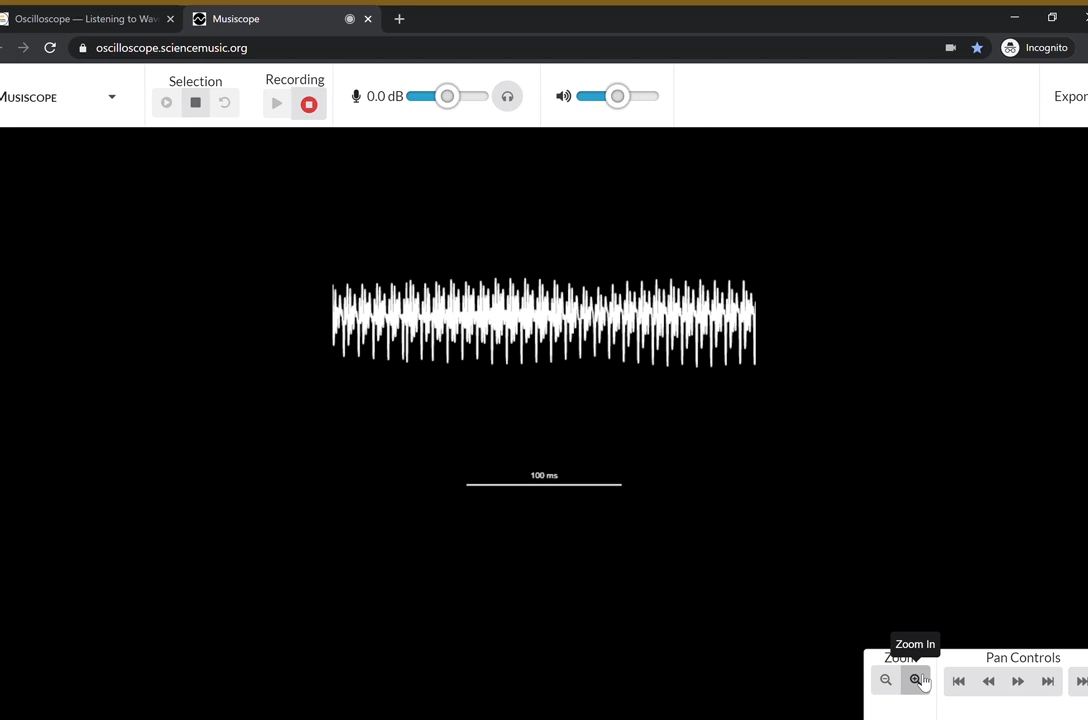 Oscilloscope — Listening to Wav
Musiscope
oscilloscope.sciencemusic.org
Incognito
MUSISCOPE
Selection
Recording
0.0 dB
Expor
100 ms
Zoom In
Zoom
Pan Controls